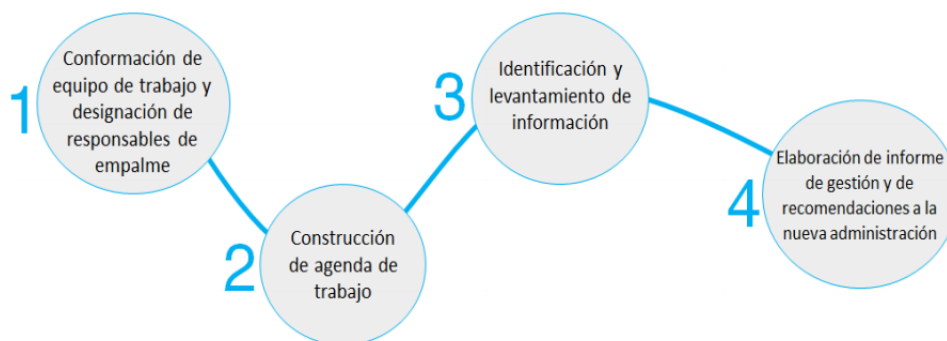 1
Conformación de
equipo de trabajo y
designación de
responsables de
empalme
2
Construcción
de agenda de
trabajo
3
Identificación y
levantamiento de
información
4
Elaboración de informe
de gestión y de
recomendaciones a la
nueva administración